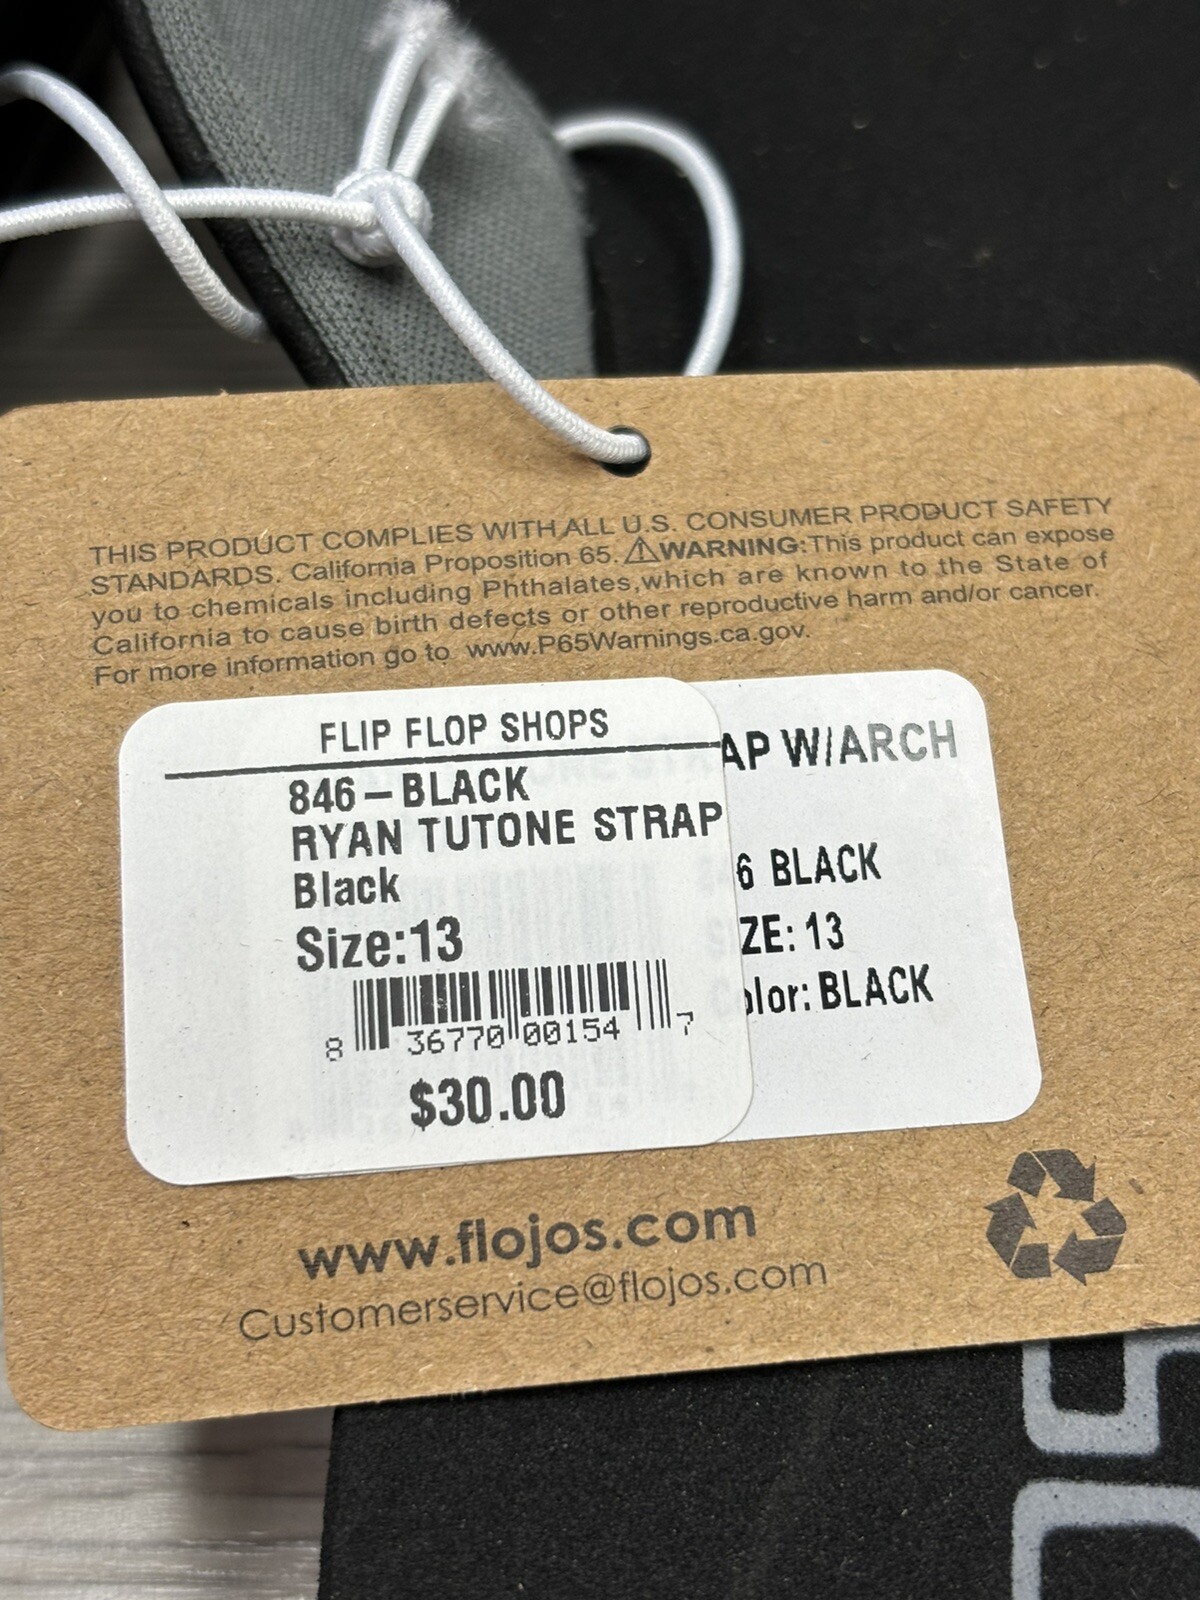 THIS PRODUCT COMPLIES WITH ALL U.S. CONSUMER PRODUCT SAFETY
STANDARDS. California Proposition 65. ⚠WARNING:This product can expose
you to chemicals including Phthalates,which are known to the State of
California to cause birth defects or other reproductive harm and/or cancer.
For more information go to www.P65Warnings.ca.gov.
FLIP FLOP SHOPS
846-BLACK
RYAN TUTONE STRAP
Black
Size:13
8 36770 00154 7
$30.00
AP W/ARCH
6 BLACK
ZE: 13
olor: BLACK
www.flojos.com
Customerservice@flojos.com